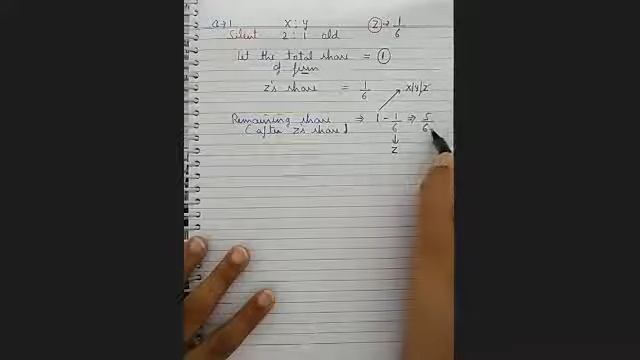 Q→1 X : Y Z → 1/6
Silent 2 : 1 old
Let the total share = 1
of firm
Z's share = 1/6
X/Y/Z
Remaining share ⇒ 1 - 1/6 ⇒ 5/6
(after Z's share)
↓
Z